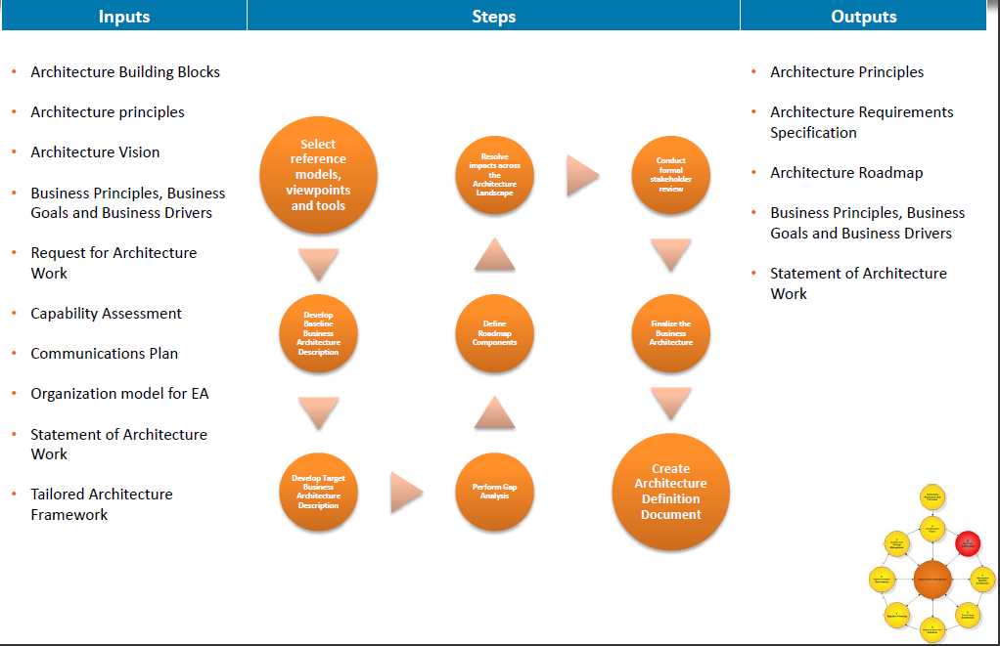 Inputs
Steps
Outputs
• Architecture Building Blocks
• Architecture principles
• Architecture Vision
• Business Principles, Business
Goals and Business Drivers
• Request for Architecture
Work
• Capability Assessment
• Communications Plan
• Organization model for EA
• Statement of Architecture
Work
• Tailored Architecture
Framework
Select
reference
models,
viewpoints
and tools
Develop
Baseline
Business
Architecture
Description
Develop Target
Business
Architecture
Description
Perform Gap
Analysis
Define
Roadmap
Components
Resolve
impacts across
the
Architecture
Landscape
Conduct
formal
stakeholder
review
Finalize the
Business
Architecture
Create
Architecture
Definition
Document
• Architecture Principles
• Architecture Requirements
Specification
• Architecture Roadmap
• Business Principles, Business
Goals and Business Drivers
• Statement of Architecture
Work